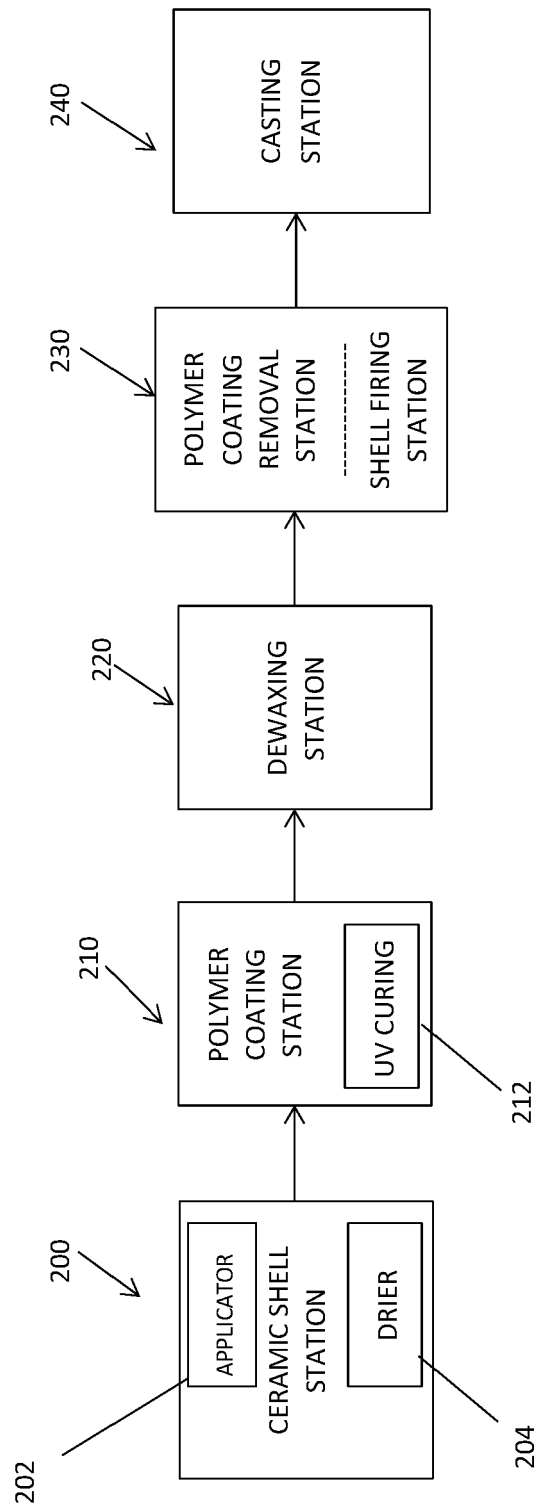 200
202
APPLICATOR
CERAMIC SHELL
STATION
DRIER
204
210
POLYMER
COATING
STATION
UV CURING
212
220
DEWAXING
STATION
230
POLYMER
COATING
REMOVAL
STATION
SHELL FIRING
STATION
240
CASTING
STATION